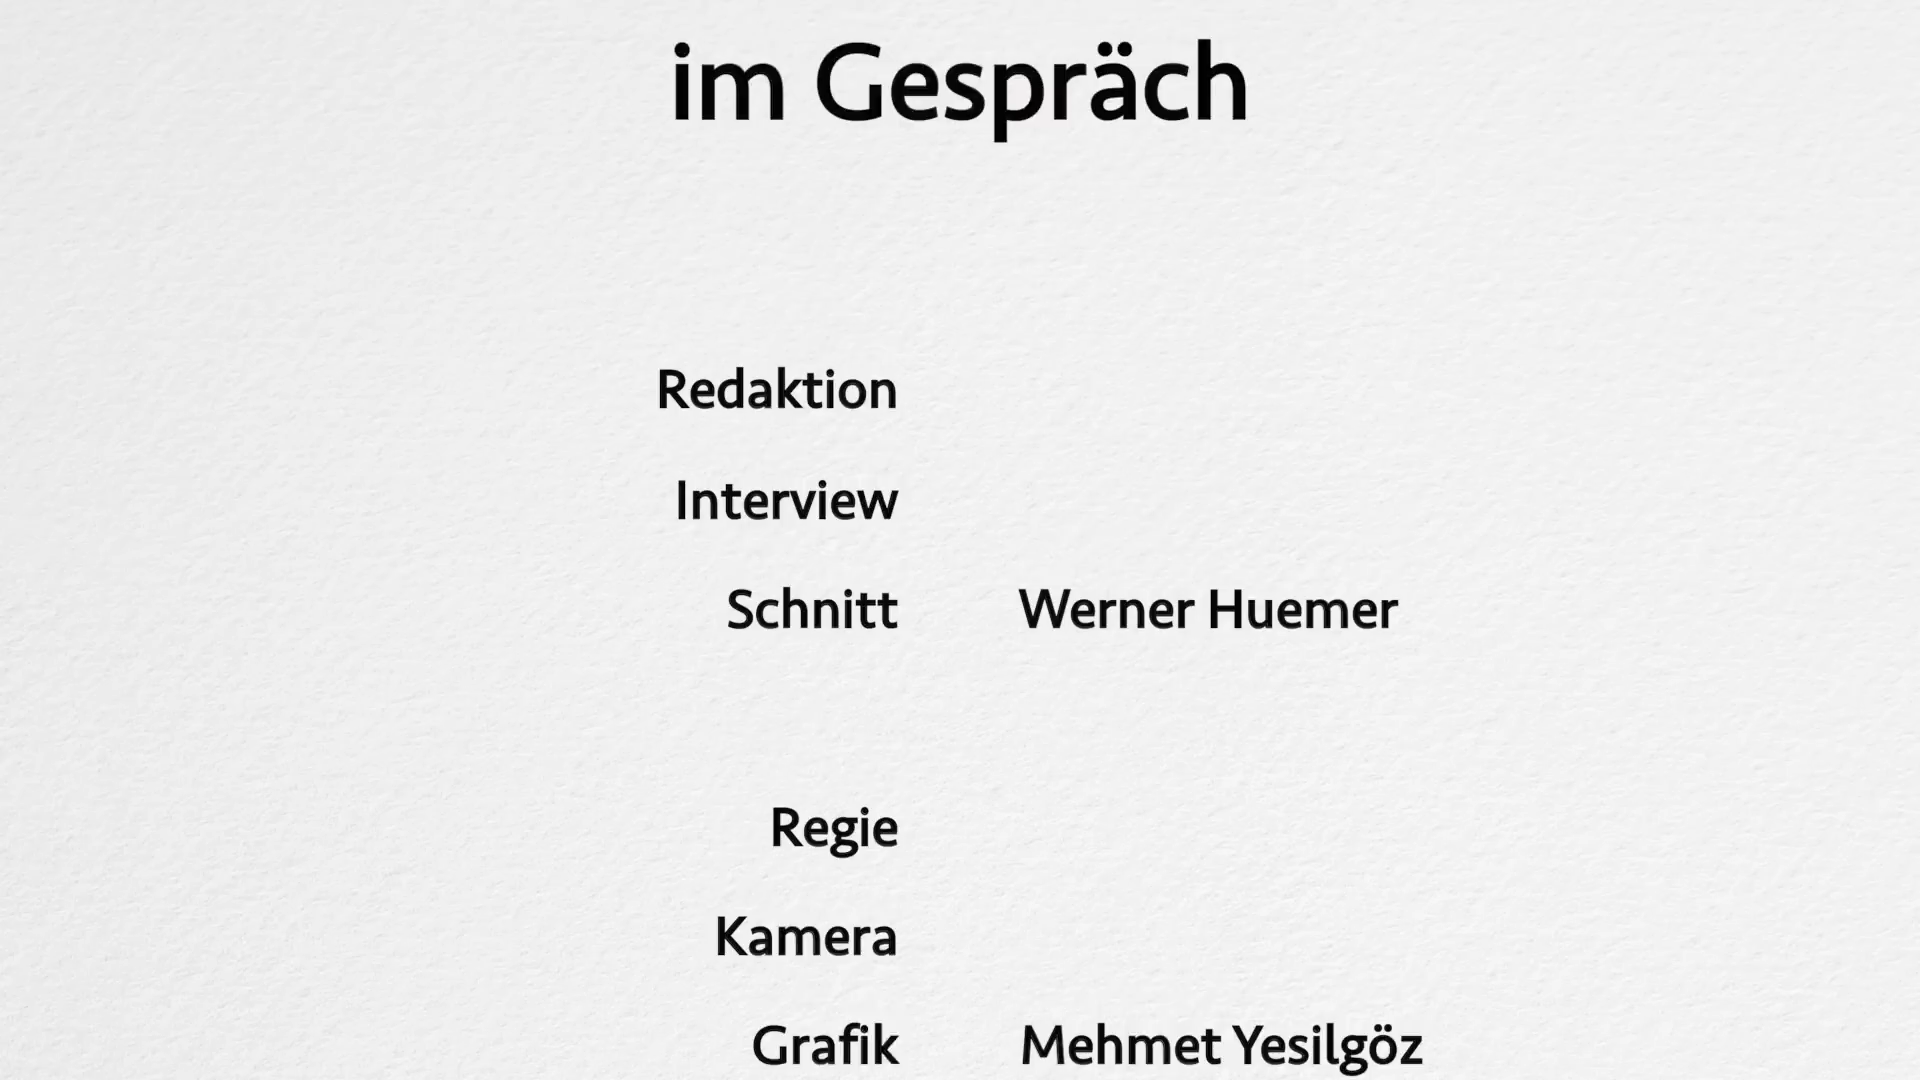 im Gespräch
Redaktion
Interview
Schnitt Werner Huemer
Regie
Kamera
Grafik Mehmet Yesilgöz